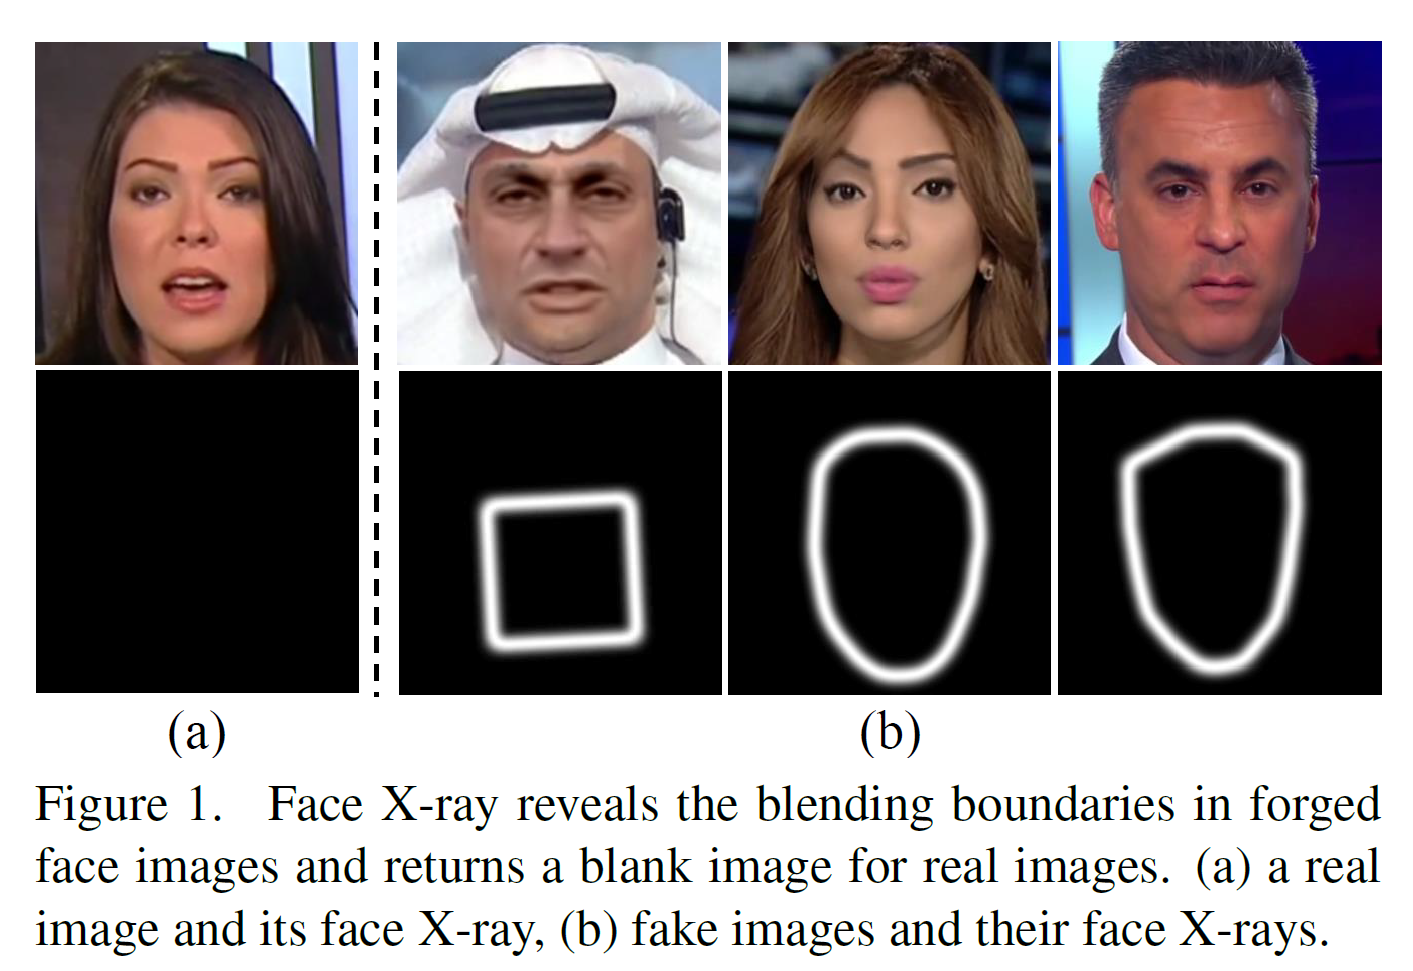 (a)
(b)
Figure 1. Face X-ray reveals the blending boundaries in forged
face images and returns a blank image for real images. (a) a real
image and its face X-ray, (b) fake images and their face X-rays.